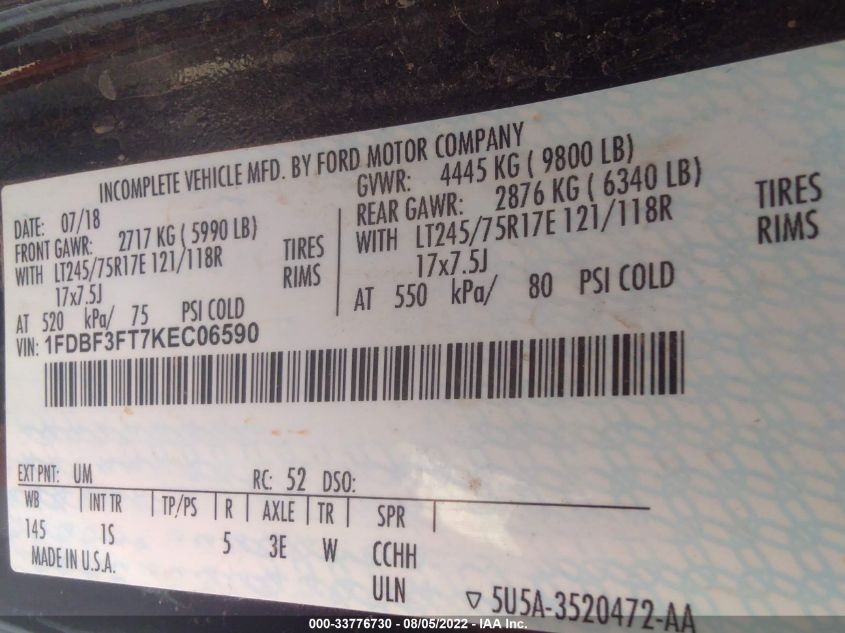 INCOMPLETE VEHICLE MFD. BY FORD MOTOR COMPANY
DATE: 07/18
FRONT GAWR: 2717 KG ( 5990 LB)
WITH LT245/75R17E 121/118R TIRES
17x7.5J RIMS
AT 520 kPa/ 75 PSI COLD
GVWR: 4445 KG ( 9800 LB)
REAR GAWR: 2876 KG ( 6340 LB)
WITH LT245/75R17E 121/118R TIRES
17x7.5J RIMS
AT 550 kPa/ 80 PSI COLD
VIN: 1FDBF3FT7KEC06590
EXT PNT: UM RC: 52 DSO:
WB INT TR TP/PS R AXLE TR SPR
145 1S 5 3E W CCHH
MADE IN U.S.A. ULN
5U5A-3520472-AA
000-33776730 - 08/05/2022 - IAA Inc.